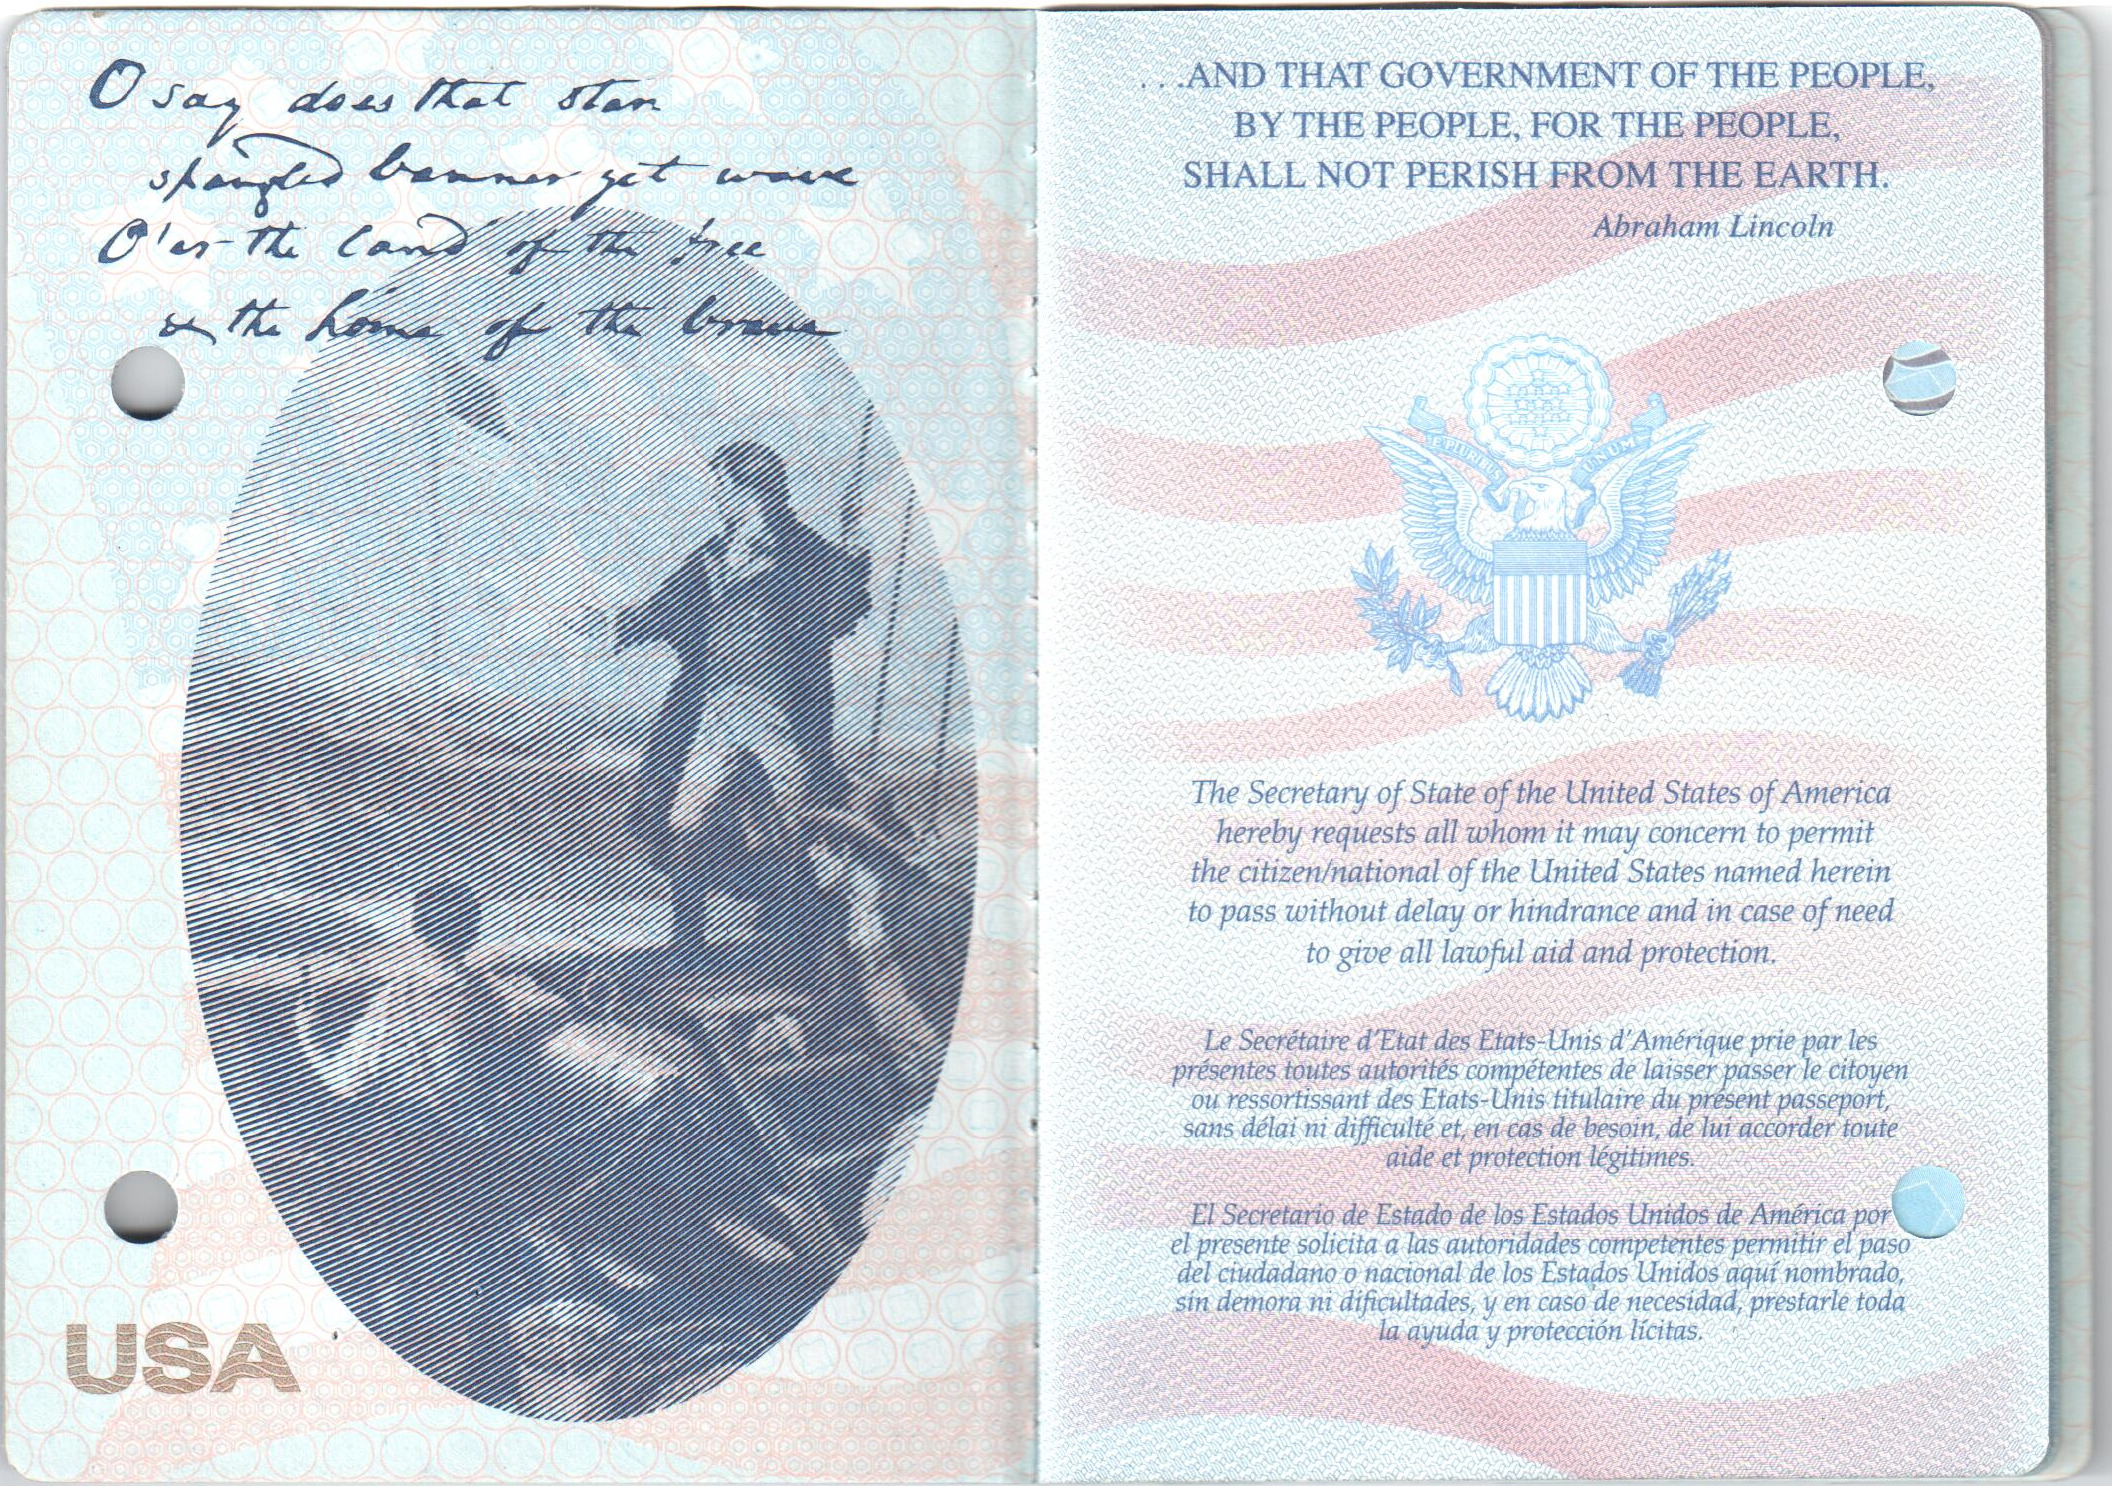 O say does that star
spangled banner yet wave
O'er the land of the free
& the home of the brave
USA
. . .AND THAT GOVERNMENT OF THE PEOPLE,
BY THE PEOPLE, FOR THE PEOPLE,
SHALL NOT PERISH FROM THE EARTH.
Abraham Lincoln
E PLURIBUS UNUM
The Secretary of State of the United States of America
hereby requests all whom it may concern to permit
the citizen/national of the United States named herein
to pass without delay or hindrance and in case of need
to give all lawful aid and protection.
Le Secrétaire d'Etat des Etats-Unis d'Amérique prie par les
présentes toutes autorités compétentes de laisser passer le citoyen
ou ressortissant des Etats-Unis titulaire du présent passeport,
sans délai ni difficulté et, en cas de besoin, de lui accorder toute
aide et protection légitimes.
El Secretario de Estado de los Estados Unidos de América por
el presente solicita a las autoridades competentes permitir el paso
del ciudadano o nacional de los Estados Unidos aquí nombrado,
sin demora ni dificultades, y en caso de necesidad, prestarle toda
la ayuda y protección lícitas.